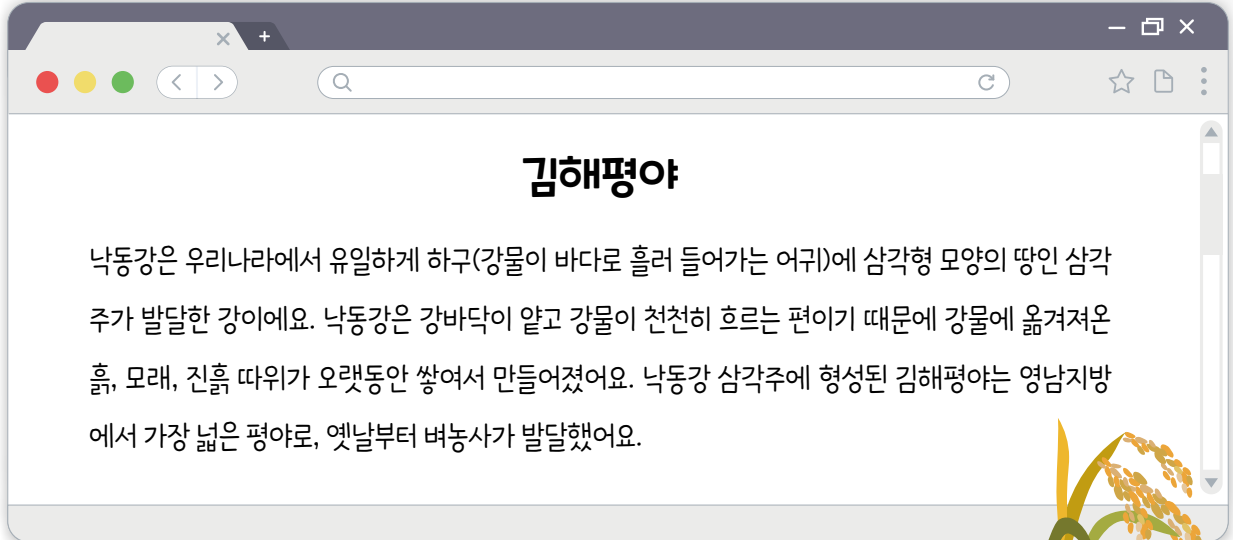 김해평야
낙동강은 우리나라에서 유일하게 하구(강물이 바다로 흘러 들어가는 어귀)에 삼각형 모양의 땅인 삼각
주가 발달한 강이에요. 낙동강은 강바닥이 얕고 강물이 천천히 흐르는 편이기 때문에 강물에 옮겨져온
흙, 모래, 진흙 따위가 오랫동안 쌓여서 만들어졌어요. 낙동강 삼각주에 형성된 김해평야는 영남지방
에서 가장 넓은 평야로, 옛날부터 벼농사가 발달했어요.